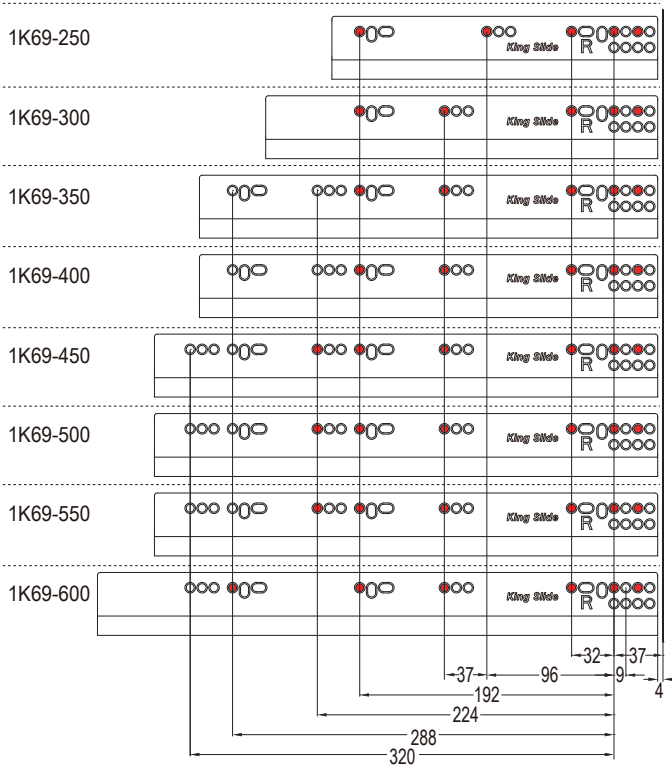 1K69-250
King Slide R
1K69-300
King Slide R
1K69-350
King Slide R
1K69-400
King Slide R
1K69-450
King Slide R
1K69-500
King Slide R
1K69-550
King Slide R
1K69-600
King Slide R
32 37
37 96 9
4
192
224
288
320